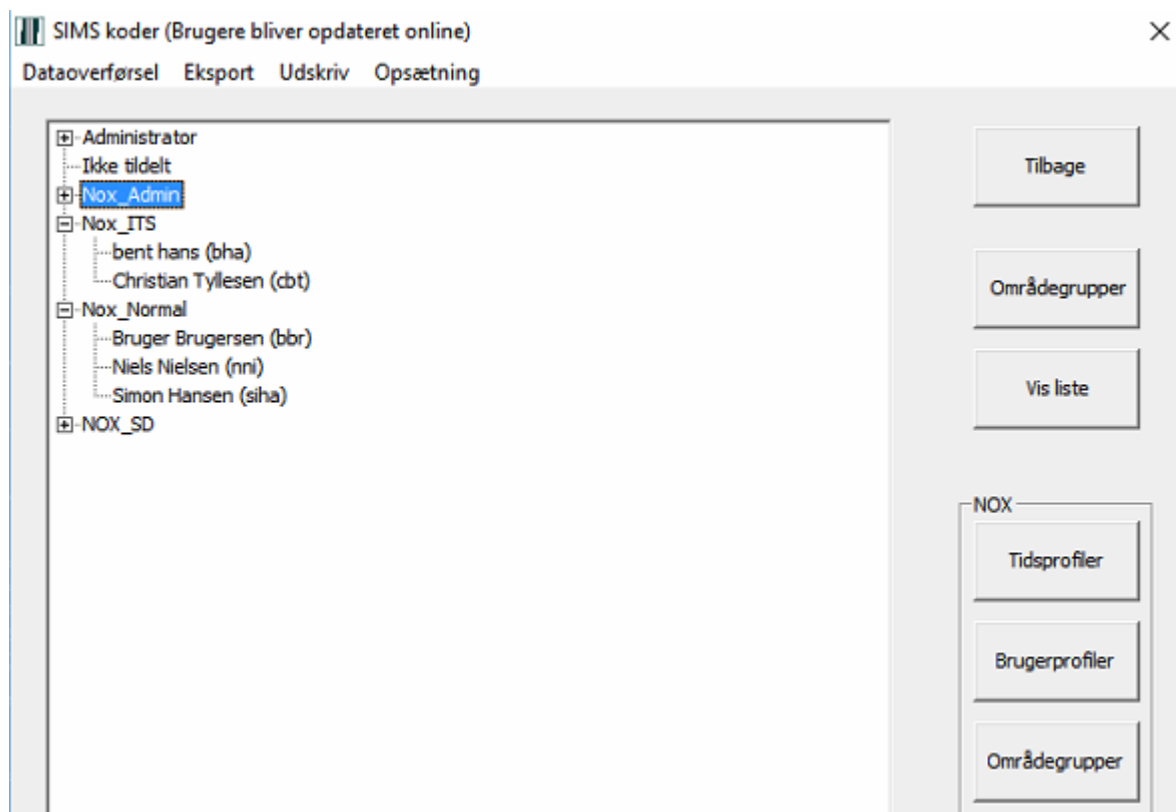 SIMS koder (Brugere bliver opdateret online)
Dataoverførsel Eksport Udskriv Opsætning
Administrator
Ikke tildelt
Nox_Admin
Nox_ITS
bent hans (bha)
Christian Tyllesen (cbt)
Nox_Normal
Bruger Brugersen (bbr)
Niels Nielsen (nni)
Simon Hansen (siha)
NOX_SD
Tilbage
Områdegrupper
Vis liste
NOX
Tidsprofiler
Brugerprofiler
Områdegrupper